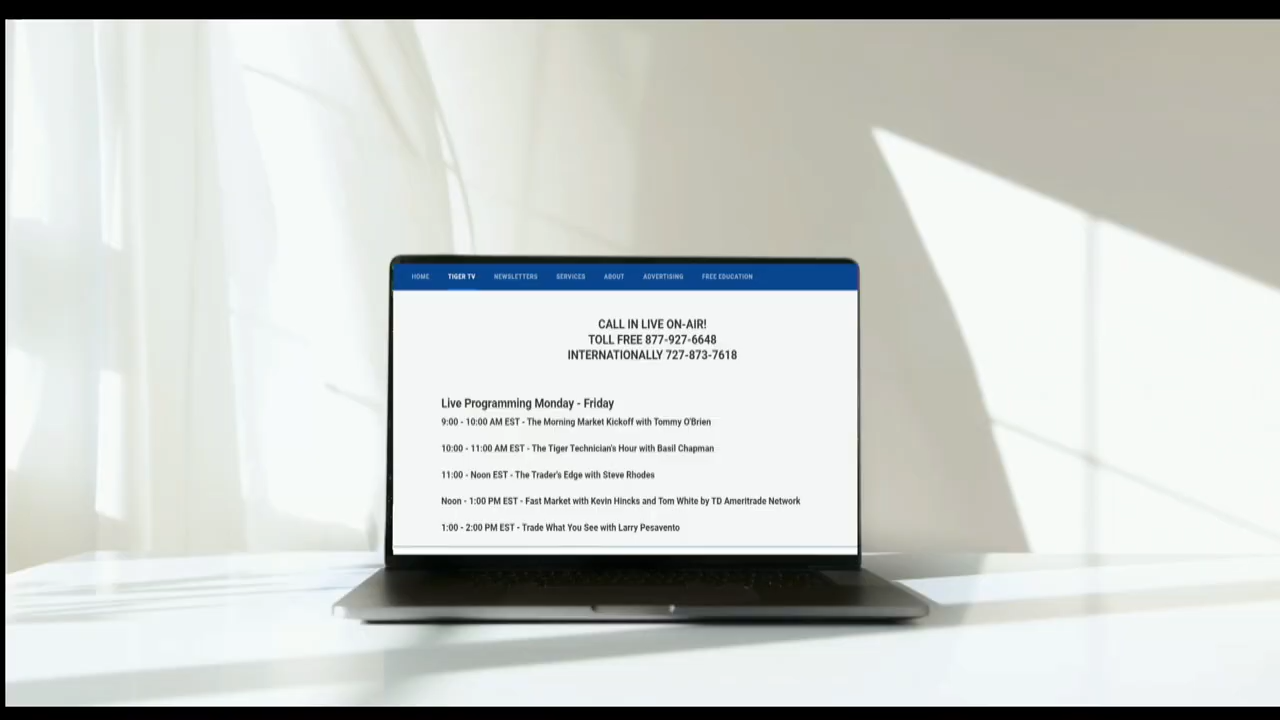 HOME TIGER TV NEWSLETTERS SERVICES ABOUT ADVERTISING FREE EDUCATION
CALL IN LIVE ON-AIR!
TOLL FREE 877-927-6648
INTERNATIONALLY 727-873-7618
Live Programming Monday - Friday
9:00 - 10:00 AM EST - The Morning Market Kickoff with Tommy O'Brien
10:00 - 11:00 AM EST - The Tiger Technician's Hour with Basil Chapman
11:00 - Noon EST - The Trader's Edge with Steve Rhodes
Noon - 1:00 PM EST - Fast Market with Kevin Hincks and Tom White by TD Ameritrade Network
1:00 - 2:00 PM EST - Trade What You See with Larry Pesavento